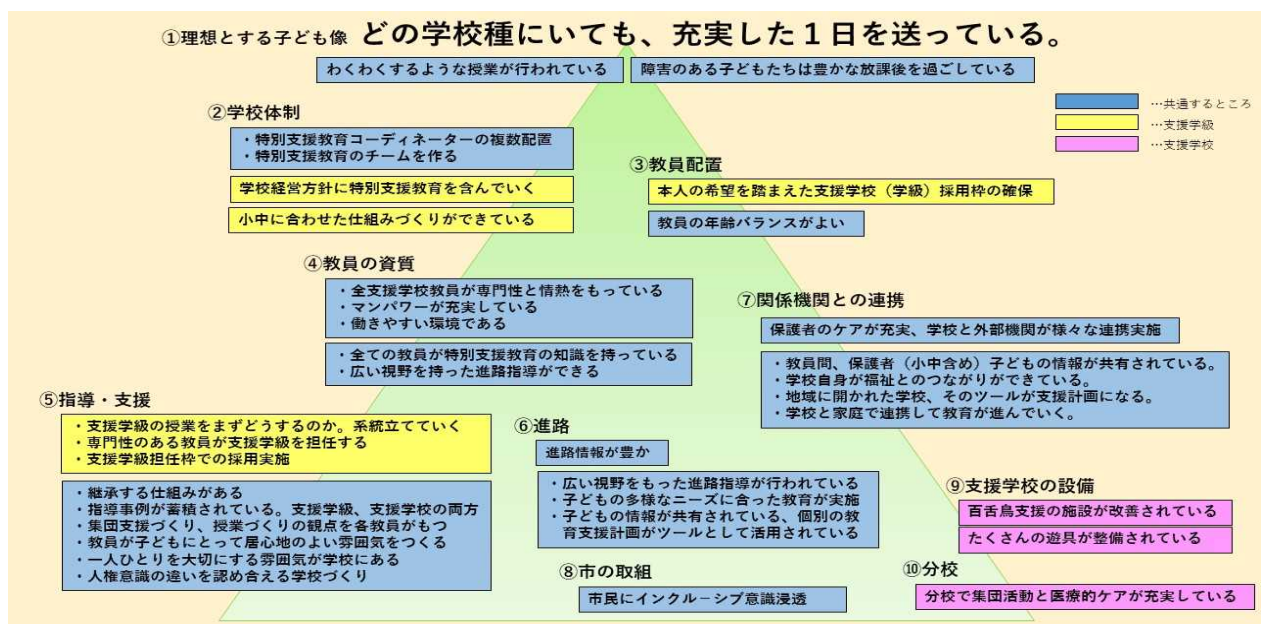 ①理想とする子ども像 どの学校種にいても、充実した１日を送っている。
わくわくするような授業が行われている
障害のある子どもたちは豊かな放課後を過ごしている
…共通するところ
…支援学級
…支援学校
②学校体制
・特別支援教育コーディネーターの複数配置
・特別支援教育のチームを作る
学校経営方針に特別支援教育を含んでいく
小中に合わせた仕組みづくりができている
③教員配置
本人の希望を踏まえた支援学校（学級）採用枠の確保
教員の年齢バランスがよい
④教員の資質
・全支援学校教員が専門性と情熱をもっている
・マンパワーが充実している
・働きやすい環境である
・全ての教員が特別支援教育の知識を持っている
・広い視野を持った進路指導ができる
⑦関係機関との連携
保護者のケアが充実、学校と外部機関が様々な連携実施
・教員間、保護者（小中含め）子どもの情報が共有されている。
・学校自身が福祉とのつながりができている。
・地域に開かれた学校、そのツールが支援計画になる。
・学校と家庭で連携して教育が進んでいく。
⑤指導・支援
・支援学級の授業をまずどうするのか。系統立てていく
・専門性のある教員が支援学級を担任する
・支援学級担任枠での採用実施
・継承する仕組みがある
・指導事例が蓄積されている。支援学級、支援学校の両方
・集団支援づくり、授業づくりの観点を各教員がもつ
・教員が子どもにとって居心地のよい雰囲気をつくる
・一人ひとりを大切にする雰囲気が学校にある
・人権意識の違いを認め合える学校づくり
⑥進路
進路情報が豊か
・広い視野をもった進路指導が行われている
・子どもの多様なニーズに合った教育が実施
・子どもの情報が共有されている、個別の教
育支援計画がツールとして活用されている
⑧市の取組
市民にインクル－シブ意識浸透
⑨支援学校の設備
百舌鳥支援の施設が改善されている
たくさんの遊具が整備されている
⑩分校
分校で集団活動と医療的ケアが充実している